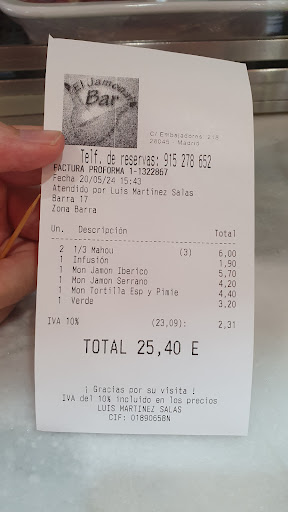 El Jamonero
Bar
C/ Embajadores, 219
28045 Madrid
Telf. de reservas: 915 278 652
FACTURA PROFORMA 1-1322867
Fecha 20/05/24 15:43
Atendido por Luis Martinez Salas
Barra 17
Zona Barra
Un. Descripción Total
2 1/3 Mahou (3) 6,00
1 Infusión 1,90
1 Mon Jamon Iberico 5,70
1 Mon Jamon Serrano 4,20
1 Mon Tortilla Esp y Pimie 4,40
1 Verde 3,20
IVA 10% (23,09): 2,31
TOTAL 25,40 E
¡ Gracias por su visita !
IVA del 10% incluido en los precios
LUIS MARTINEZ SALAS
CIF: 01890658N